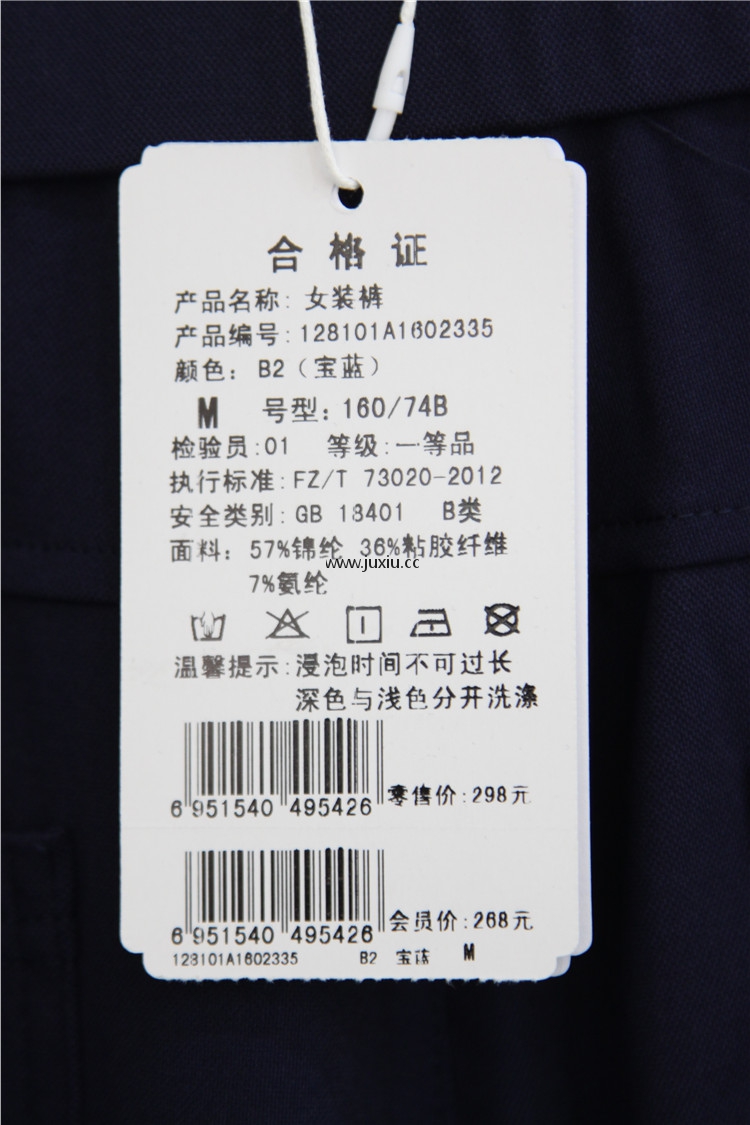 合格证
产品名称: 女装裤
产品编号:128101A1602335
颜色: B2(宝蓝)
M 号型: 160/74B
检验员:01 等级:一等品
执行标准:FZ/T 73020-2012
安全类别:GB 18401 B类
面料: 57%锦纶 36%粘胶纤维
www.juxiu.cc
7%氨纶
温馨提示:浸泡时间不可过长
深色与浅色分开洗涤
6 951540 495426 零售价:298元
6 951540 495426 会员价:268元
128101A1602335 B2 宝蓝 M